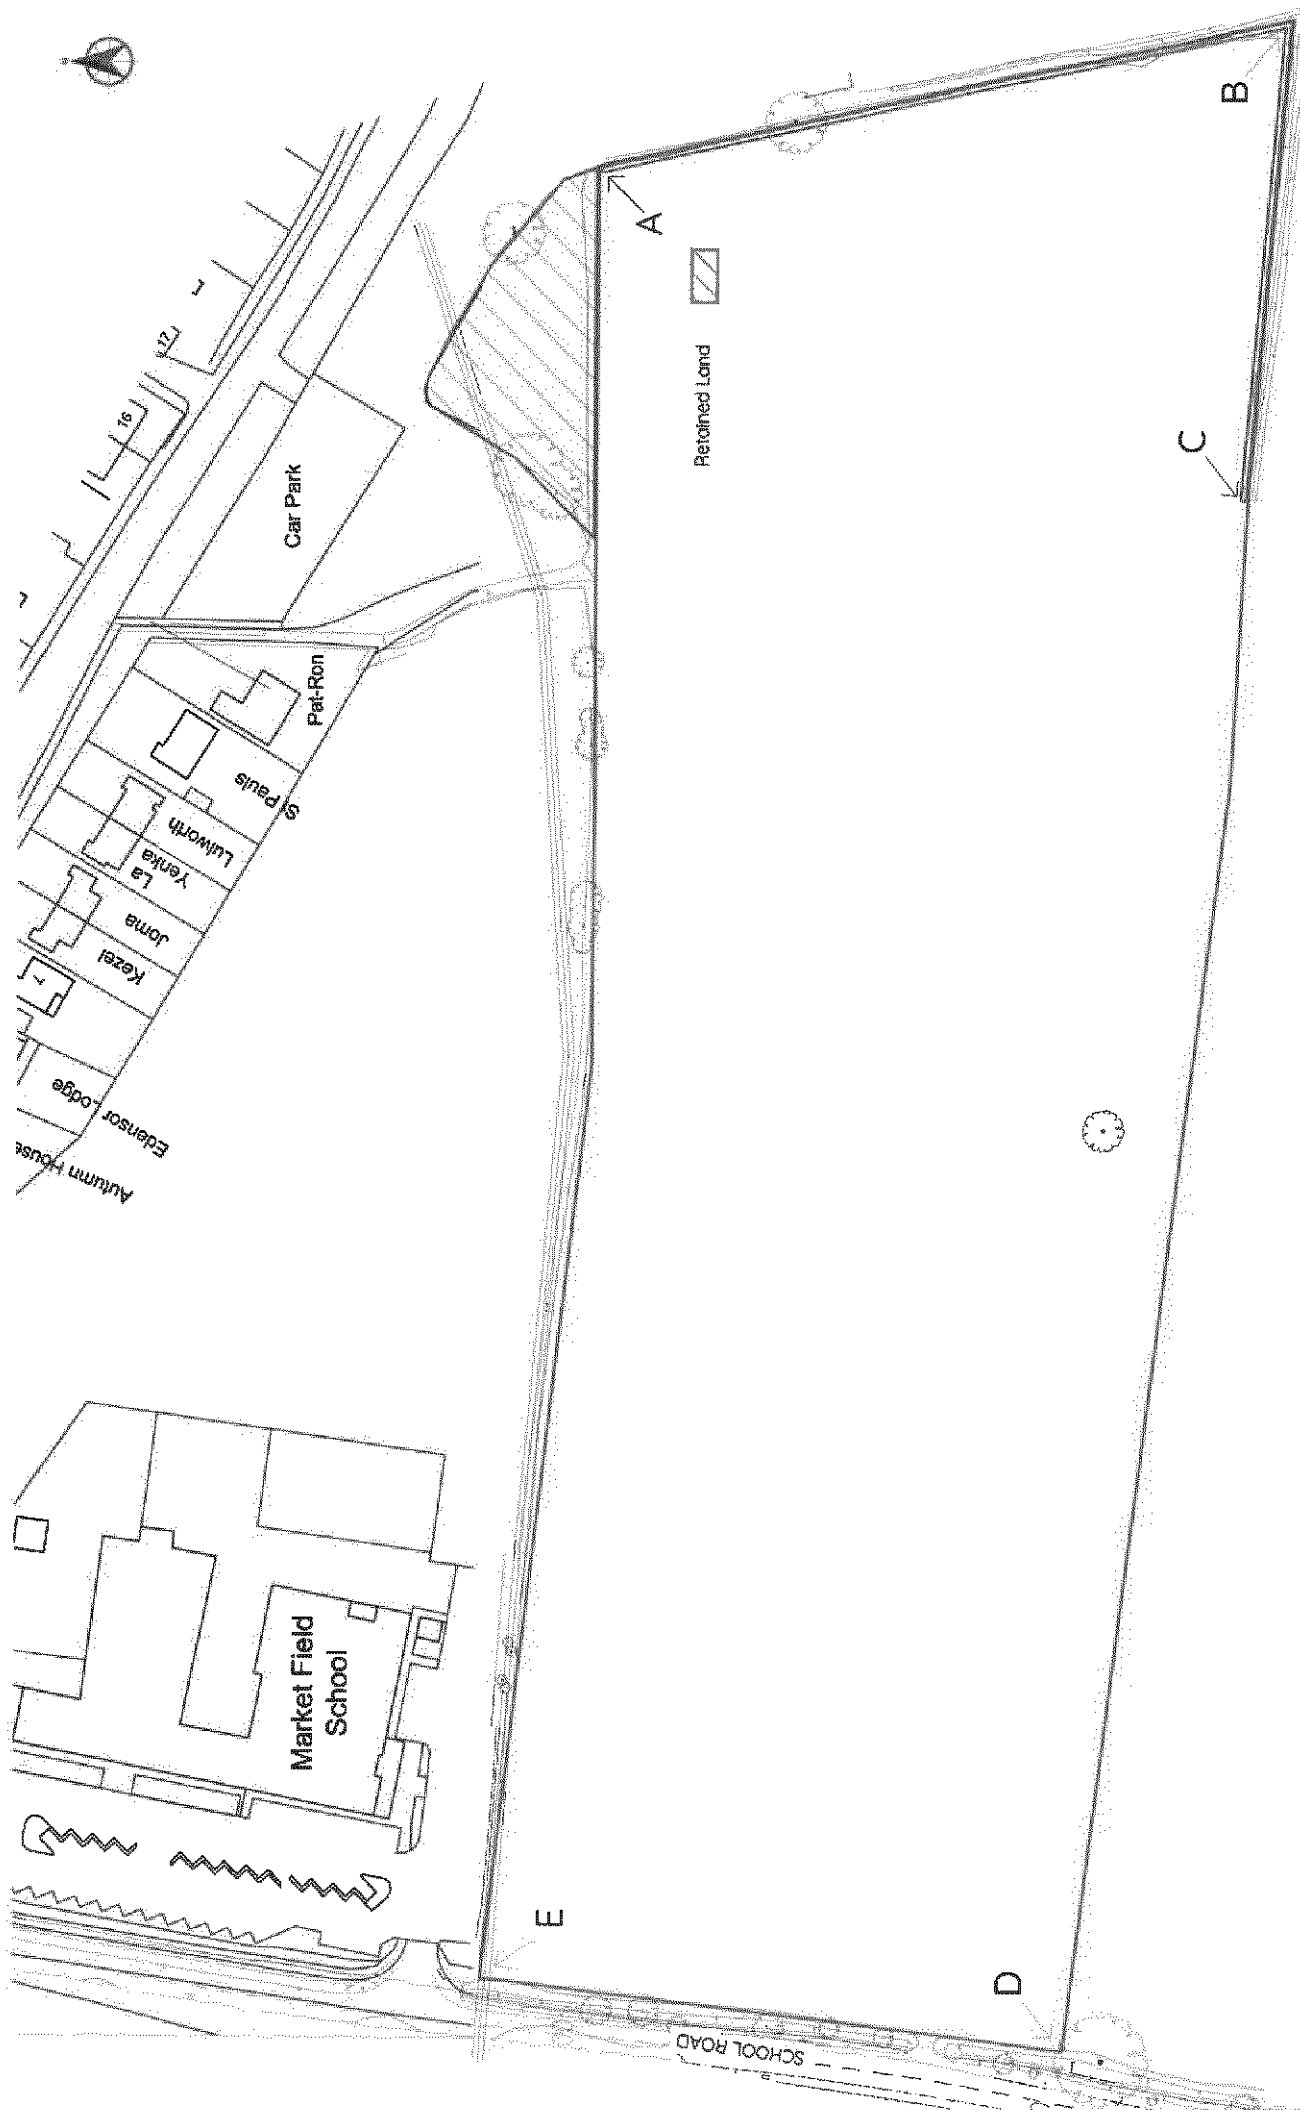 17
16
Car Park
Pat-Ron
St Pauls
Lulworth
La
Yenka
Joma
Kezel
Edensor Lodge
Autumn House
Market Field
School
SCHOOL ROAD
Retained Land
A
B
C
D
E